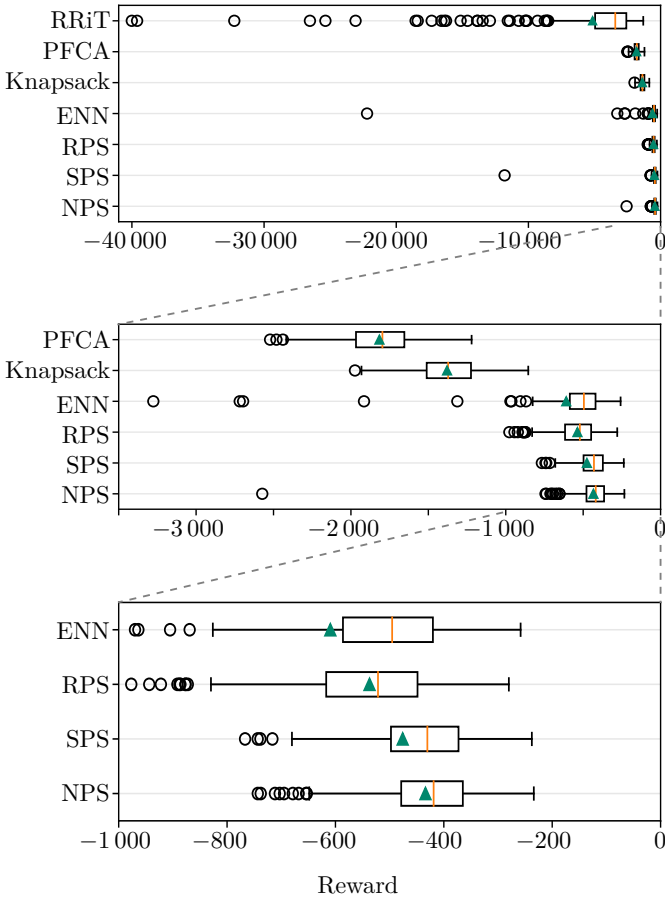 RRiT
PFCA
Knapsack
ENN
RPS
SPS
NPS
−40 000 −30 000 −20 000 −10 000 0
PFCA
Knapsack
ENN
RPS
SPS
NPS
−3 000 −2 000 −1 000 0
ENN
RPS
SPS
NPS
−1 000 −800 −600 −400 −200 0
Reward